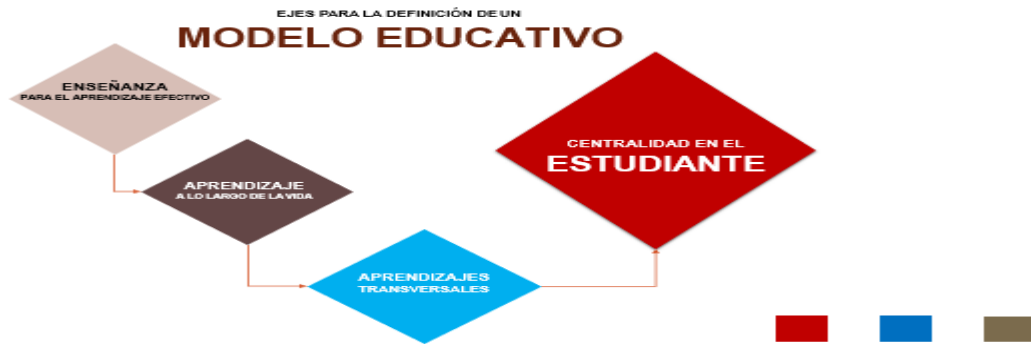 EJES PARA LA DEFINICIÓN DE UN
MODELO EDUCATIVO
ENSEÑANZA
PARA EL APRENDIZAJE EFECTIVO
APRENDIZAJE
A LO LARGO DE LA VIDA
APRENDIZAJES
TRANSVERSALES
CENTRALIDAD EN EL
ESTUDIANTE